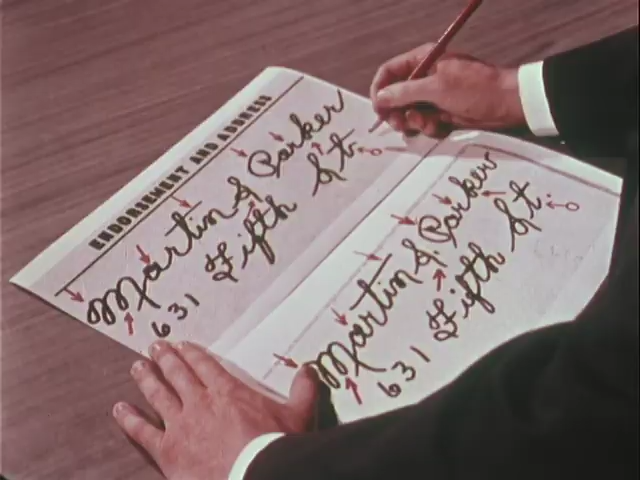 ENDORSEMENT AND ADDRESS
Martin S Parker
631 Fifth St.
Martin S Parker
631 Fifth St.